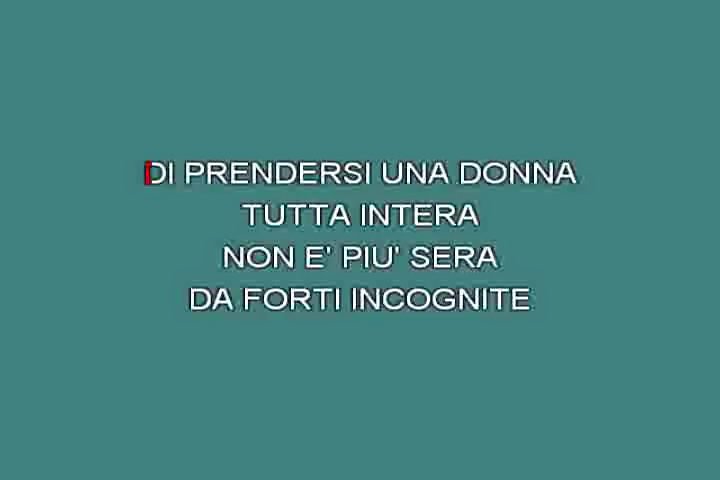 DI PRENDERSI UNA DONNA
TUTTA INTERA
NON E' PIU' SERA
DA FORTI INCOGNITE